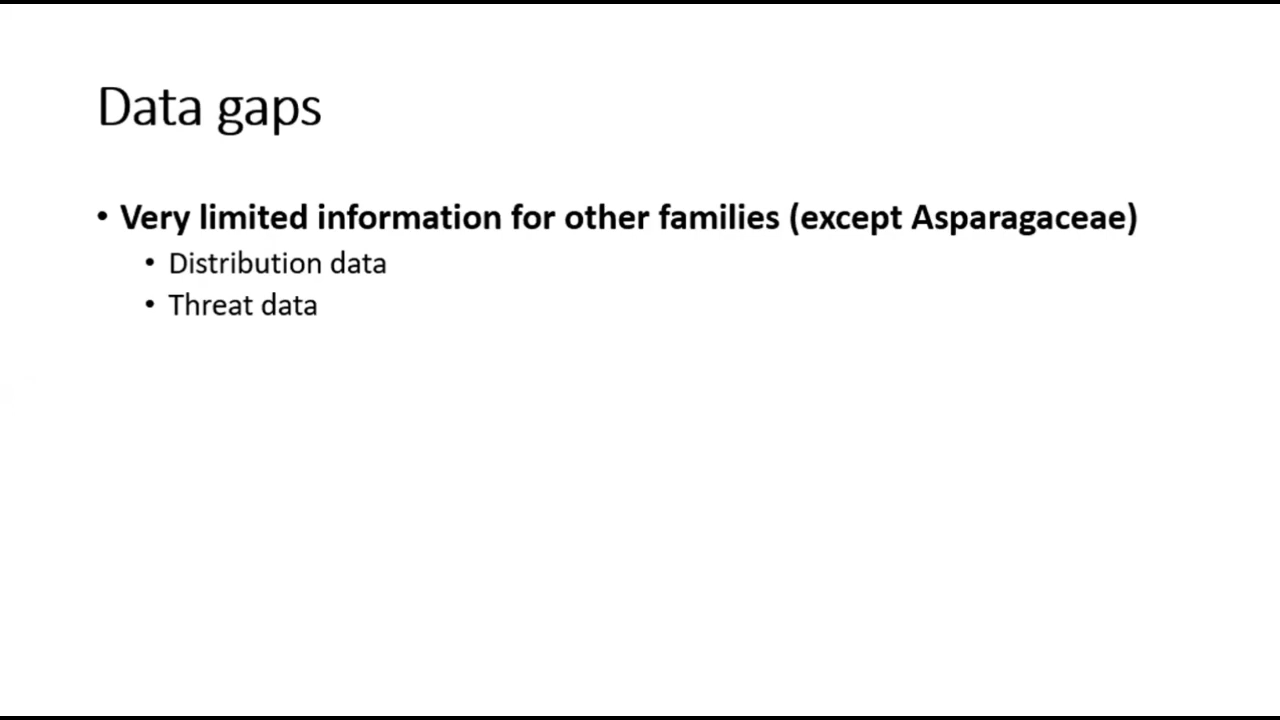 Data gaps
• Very limited information for other families (except Asparagaceae)
• Distribution data
• Threat data